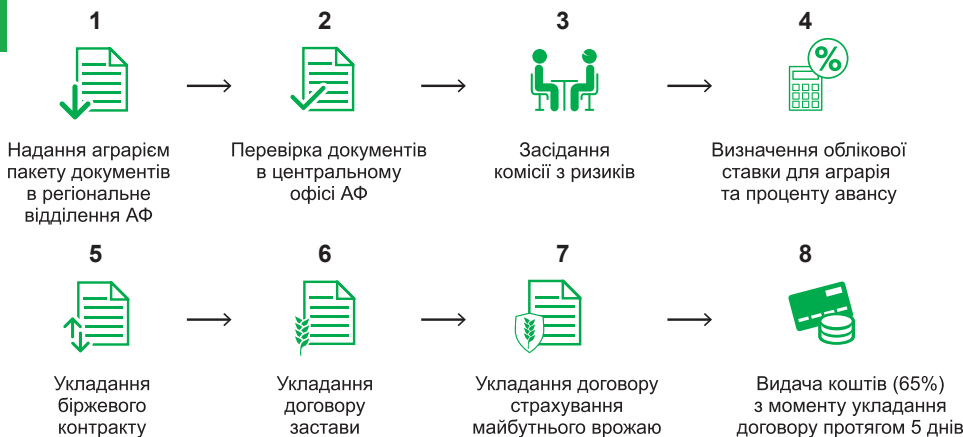 1
Надання аграрієм
пакету документів
в регіональне
відділення АФ
2
Перевірка документів
в центральному
офісі АФ
3
Засідання
комісії з ризиків
4
%
Визначення облікової
ставки для аграрія
та проценту авансу
5
Укладання
біржевого
контракту
6
Укладання
договору
застави
7
Укладання договору
страхування
майбутнього врожаю
8
Видача коштів (65%)
з моменту укладання
договору протягом 5 днів